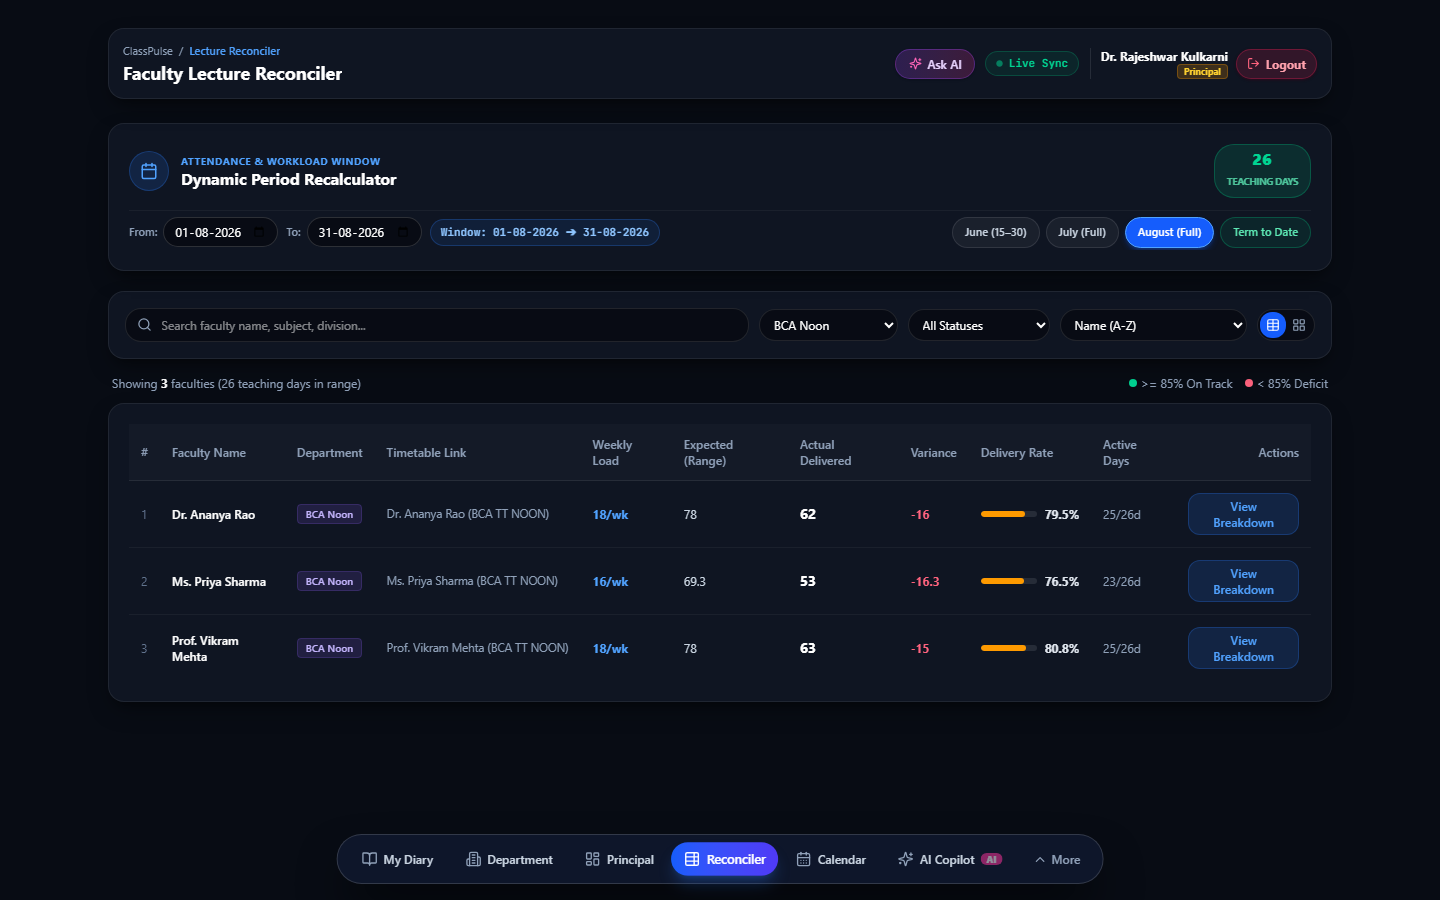 ClassPulse / Lecture Reconciler
Faculty Lecture Reconciler
Ask AI
Live Sync
Dr. Rajeshwar Kulkarni
Principal
Logout
ATTENDANCE & WORKLOAD WINDOW
Dynamic Period Recalculator
26
TEACHING DAYS
From: 01-08-2026 To: 31-08-2026 Window: 01-08-2026 ➔ 31-08-2026
June (15–30) July (Full) August (Full) Term to Date
Search faculty name, subject, division...
BCA Noon
All Statuses
Name (A-Z)
Showing 3 faculties (26 teaching days in range)
>= 85% On Track < 85% Deficit
# Faculty Name Department Timetable Link Weekly Load Expected (Range) Actual Delivered Variance Delivery Rate Active Days Actions
1 Dr. Ananya Rao BCA Noon Dr. Ananya Rao (BCA TT NOON) 18/wk 78 62 -16 79.5% 25/26d View Breakdown
2 Ms. Priya Sharma BCA Noon Ms. Priya Sharma (BCA TT NOON) 16/wk 69.3 53 -16.3 76.5% 23/26d View Breakdown
3 Prof. Vikram Mehta BCA Noon Prof. Vikram Mehta (BCA TT NOON) 18/wk 78 63 -15 80.8% 25/26d View Breakdown
My Diary
Department
Principal
Reconciler
Calendar
AI Copilot AI
More